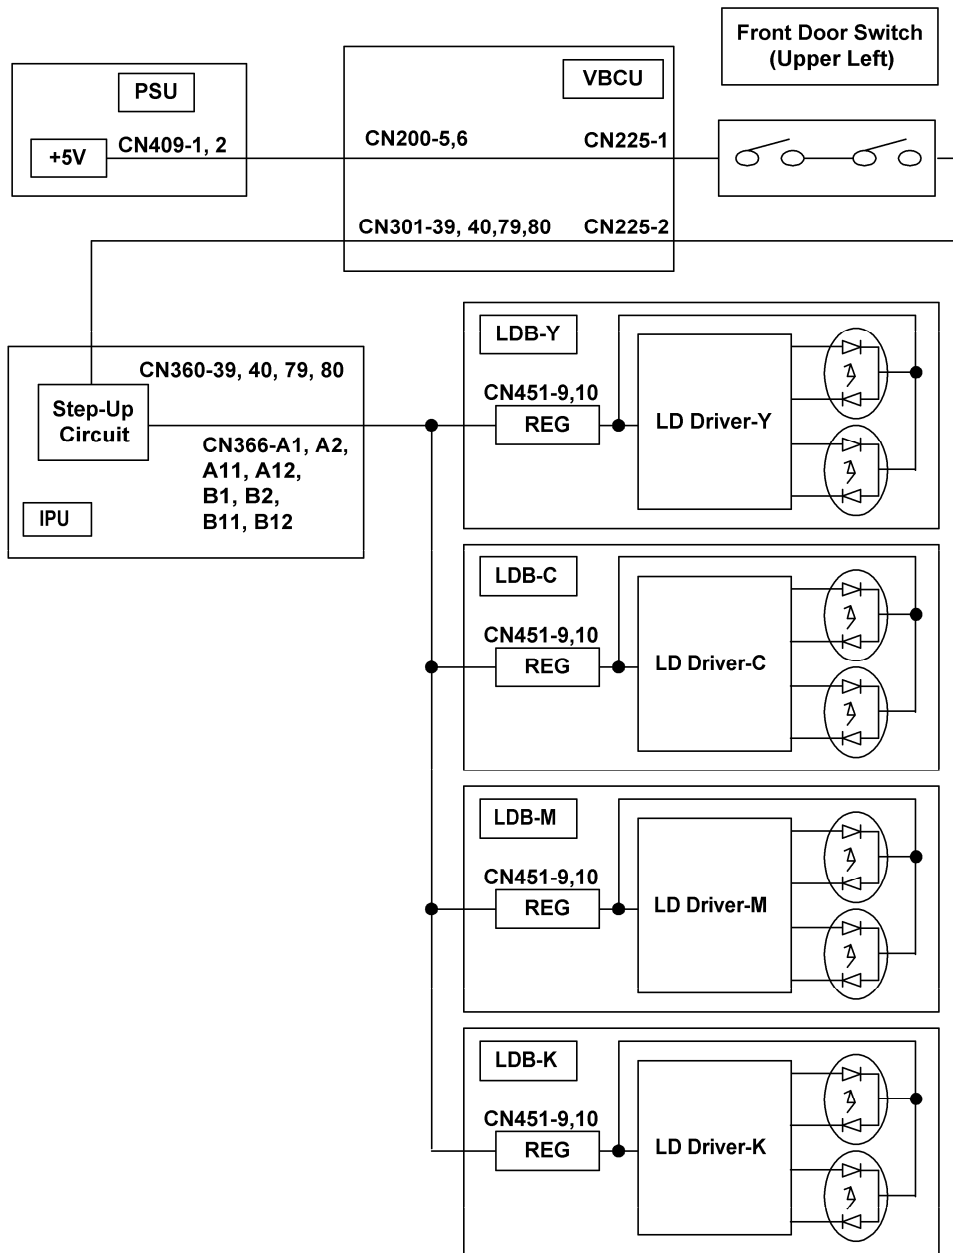 Front Door Switch
(Upper Left)
PSU
VBCU
+5V
CN409-1, 2
CN200-5,6
CN225-1
CN301-39, 40,79,80
CN225-2
CN360-39, 40, 79, 80
Step-Up
Circuit
CN366-A1, A2,
A11, A12,
B1, B2,
B11, B12
IPU
LDB-Y
CN451-9,10
REG
LD Driver-Y
LDB-C
CN451-9,10
REG
LD Driver-C
LDB-M
CN451-9,10
REG
LD Driver-M
LDB-K
CN451-9,10
REG
LD Driver-K